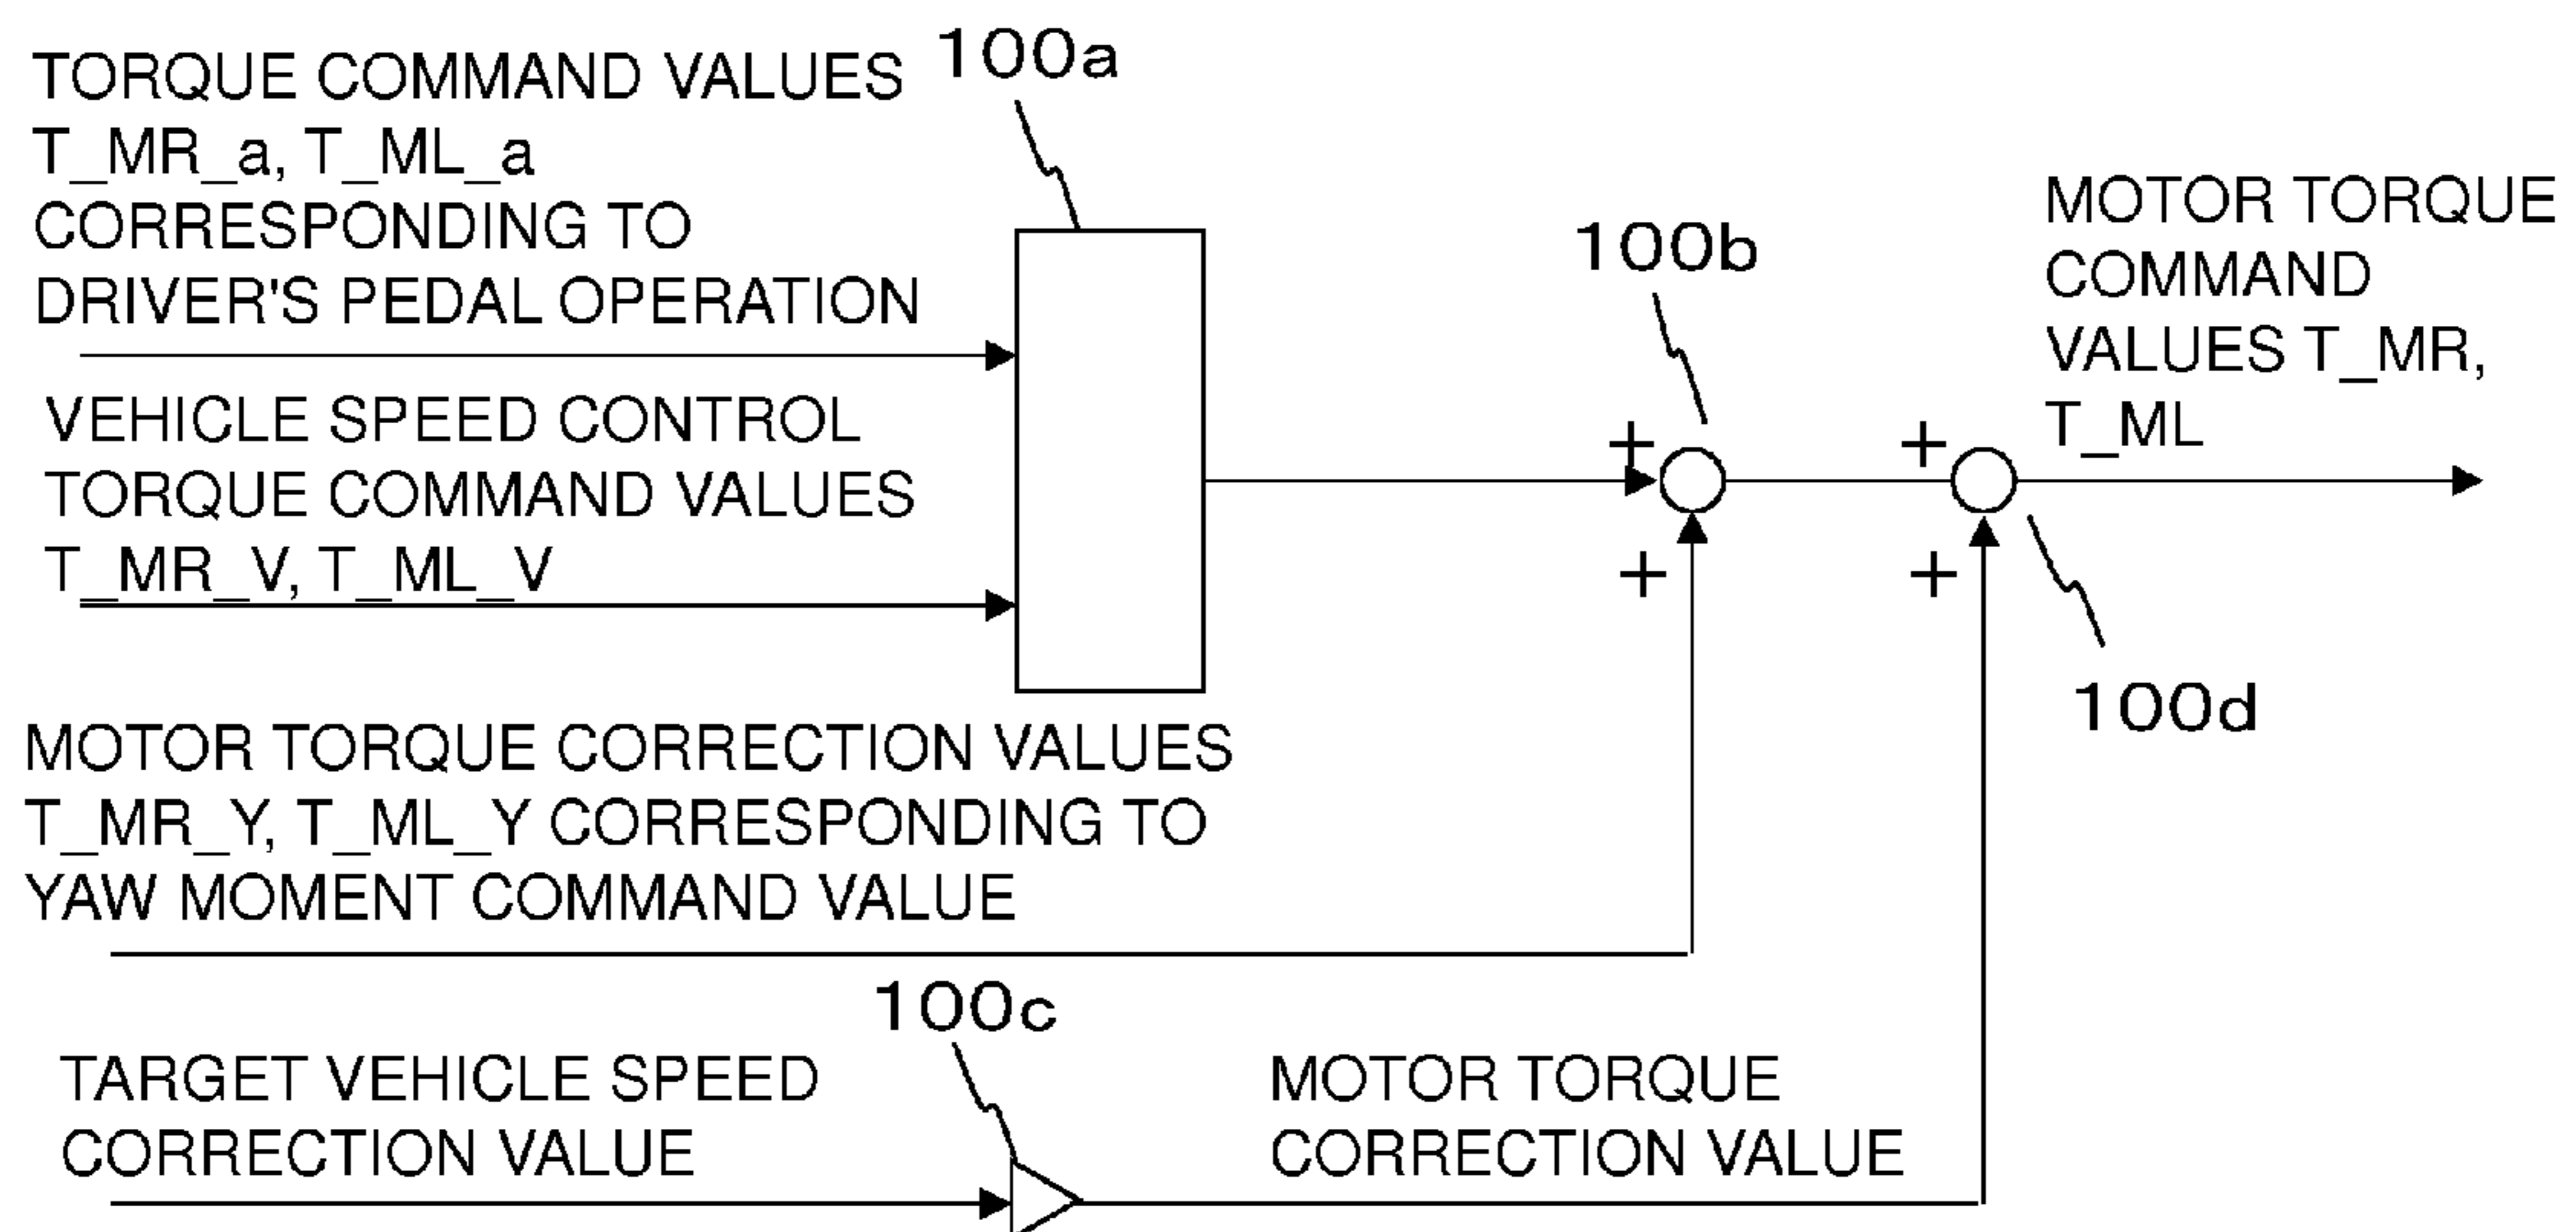 TORQUE COMMAND VALUES
T_MR_a, T_ML_a
CORRESPONDING TO
DRIVER'S PEDAL OPERATION
100a
VEHICLE SPEED CONTROL
TORQUE COMMAND VALUES
T_MR_V, T_ML_V
100b
+
+
+
+
MOTOR TORQUE
COMMAND
VALUES T_MR,
T_ML
100d
MOTOR TORQUE CORRECTION VALUES
T_MR_Y, T_ML_Y CORRESPONDING TO
YAW MOMENT COMMAND VALUE
100c
TARGET VEHICLE SPEED
CORRECTION VALUE
MOTOR TORQUE
CORRECTION VALUE